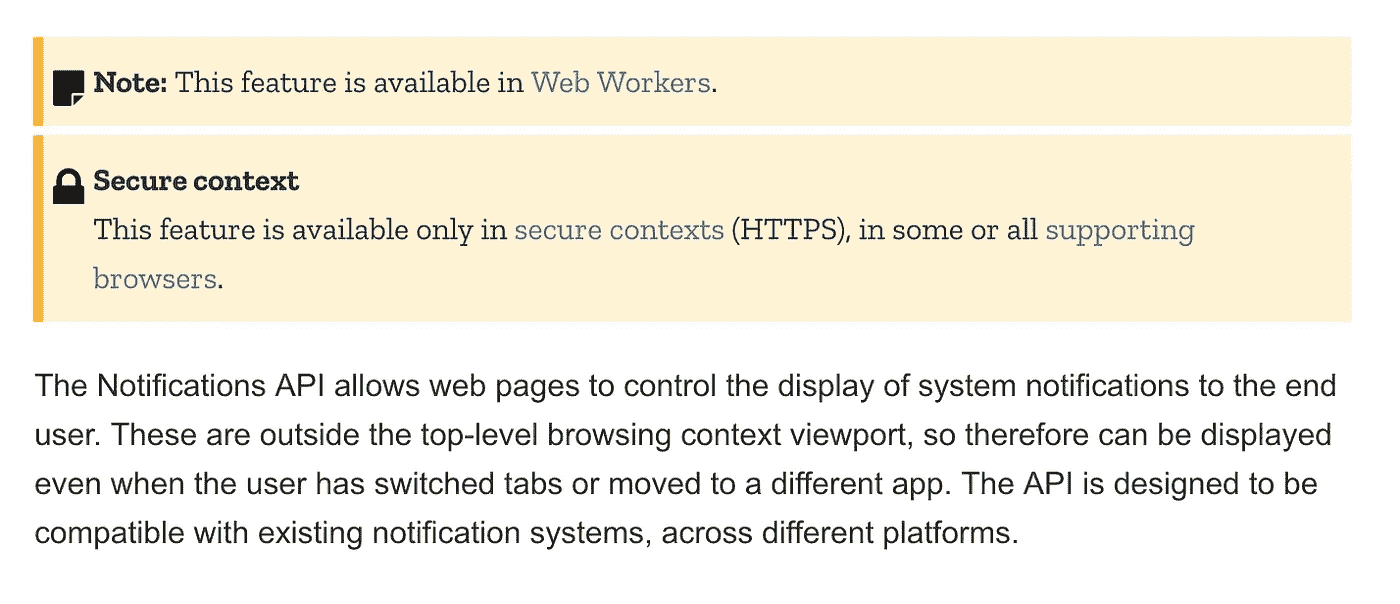 Note: This feature is available in Web Workers.
Secure context
This feature is available only in secure contexts (HTTPS), in some or all supporting
browsers.
The Notifications API allows web pages to control the display of system notifications to the end
user. These are outside the top-level browsing context viewport, so therefore can be displayed
even when the user has switched tabs or moved to a different app. The API is designed to be
compatible with existing notification systems, across different platforms.